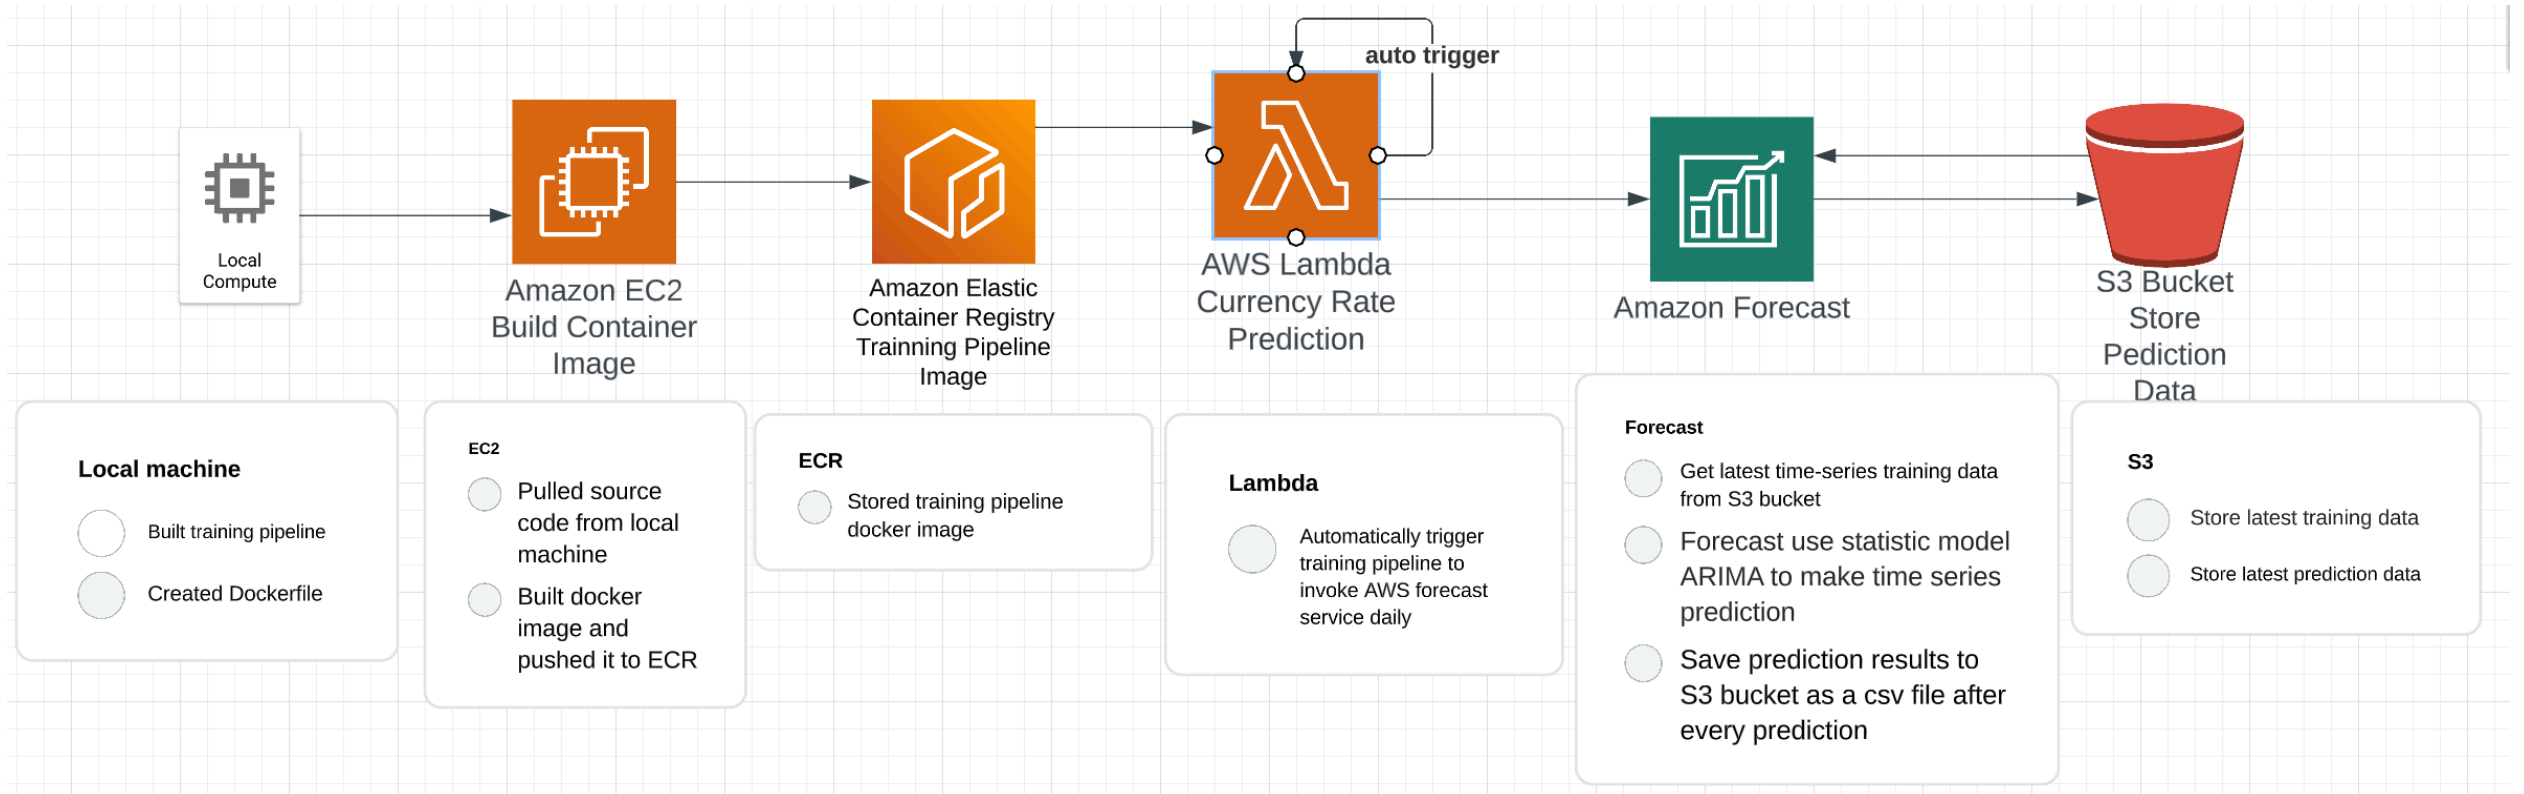 auto trigger
Local
Compute
Amazon EC2
Build Container
Image
Amazon Elastic
Container Registry
Trainning Pipeline
Image
AWS Lambda
Currency Rate
Prediction
Amazon Forecast
S3 Bucket
Store
Pediction
Data
Local machine
Built training pipeline
Created Dockerfile
EC2
Pulled source
code from local
machine
Built docker
image and
pushed it to ECR
ECR
Stored training pipeline
docker image
Lambda
Automatically trigger
training pipeline to
invoke AWS forecast
service daily
Forecast
Get latest time-series training data
from S3 bucket
Forecast use statistic model
ARIMA to make time series
prediction
Save prediction results to
S3 bucket as a csv file after
every prediction
S3
Store latest training data
Store latest prediction data